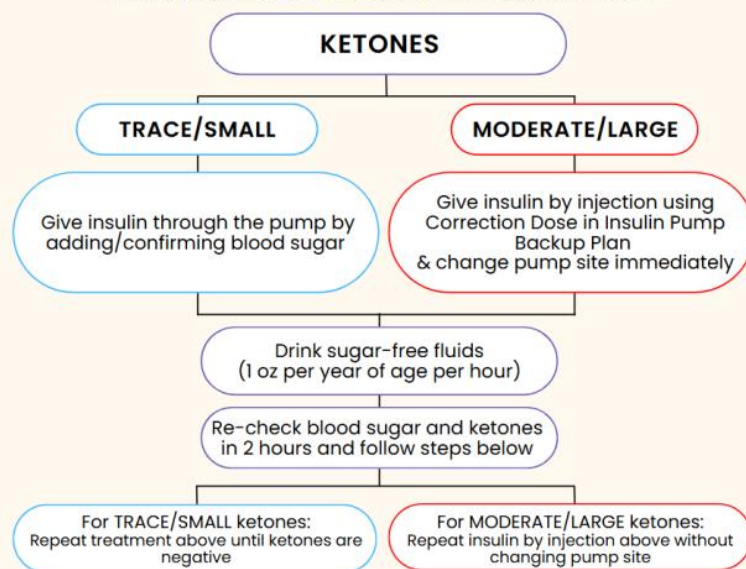 KETONES
TRACE/SMALL
MODERATE/LARGE
Give insulin through the pump by
adding/confirming blood sugar
Give insulin by injection using
Correction Dose in Insulin Pump
Backup Plan
& change pump site immediately
Drink sugar-free fluids
(1 oz per year of age per hour)
Re-check blood sugar and ketones
in 2 hours and follow steps below
For TRACE/SMALL ketones:
Repeat treatment above until ketones are
negative
For MODERATE/LARGE ketones:
Repeat insulin by injection above without
changing pump site